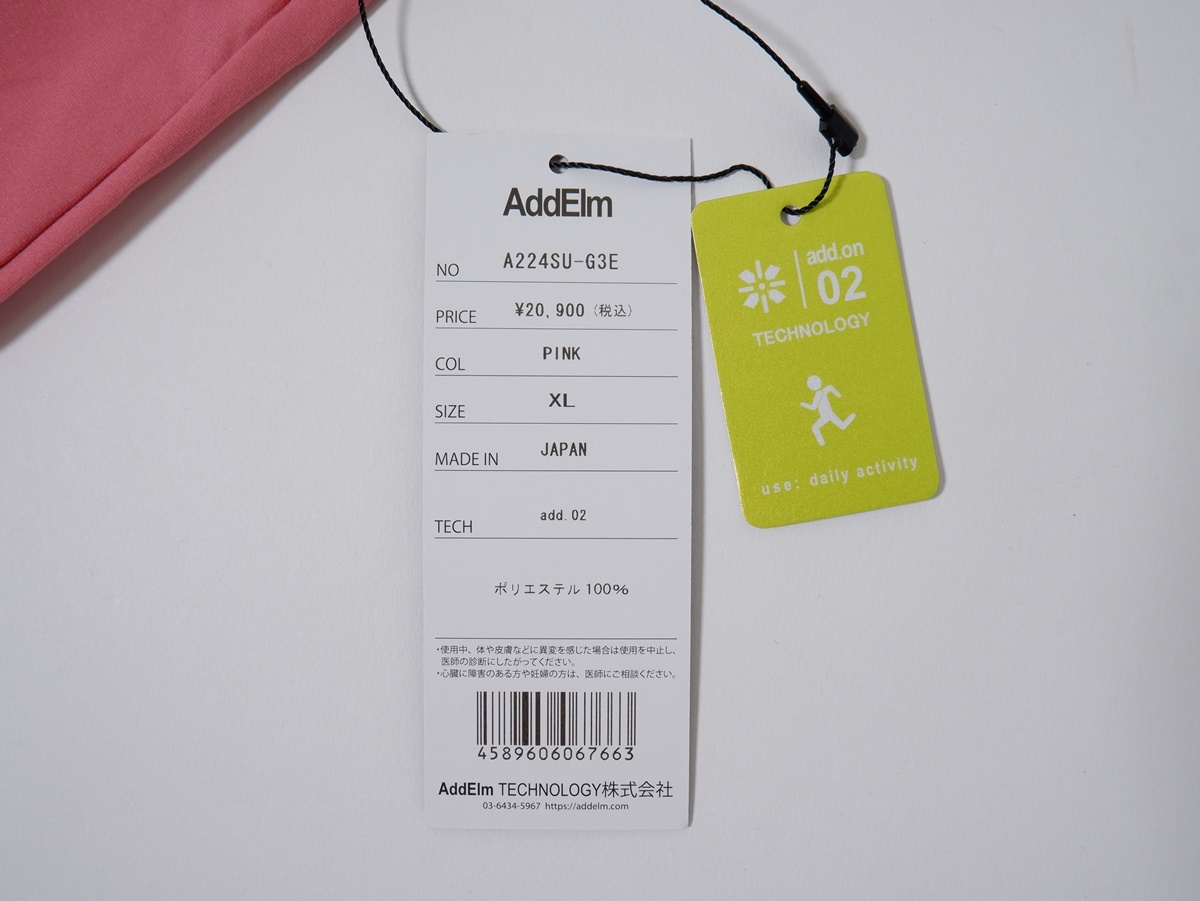 AddElm
NO A224SU-G3E
PRICE ¥20,900（税込）
COL PINK
SIZE XL
MADE IN JAPAN
TECH add.02
ポリエステル 100%
・使用中、体や皮膚などに異変を感じた場合は使用を中止し、
医師の診断にしたがってください。
・心臓に障害のある方や妊婦の方は、医師にご相談ください。
4589606067663
AddElm TECHNOLOGY株式会社
03-6434-5967 https://addelm.com
add.on
02
TECHNOLOGY
use: daily activity